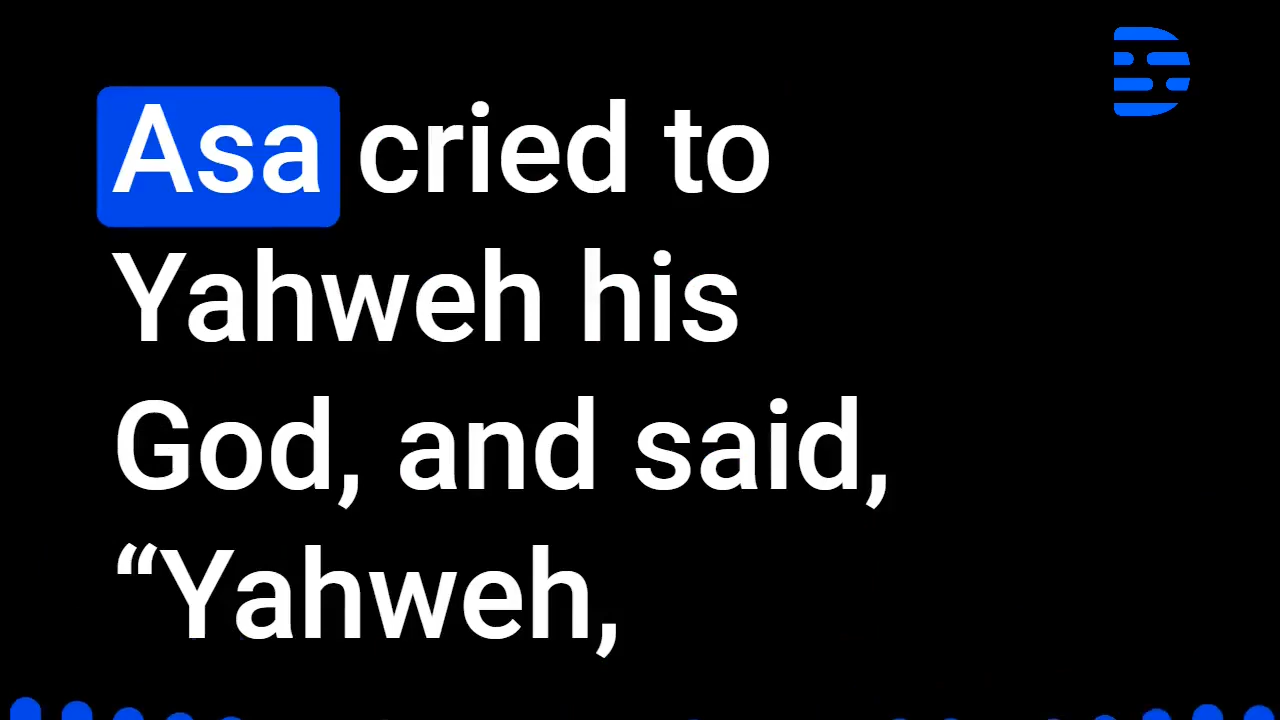 Asa cried to
Yahweh his
God, and said,
“Yahweh,